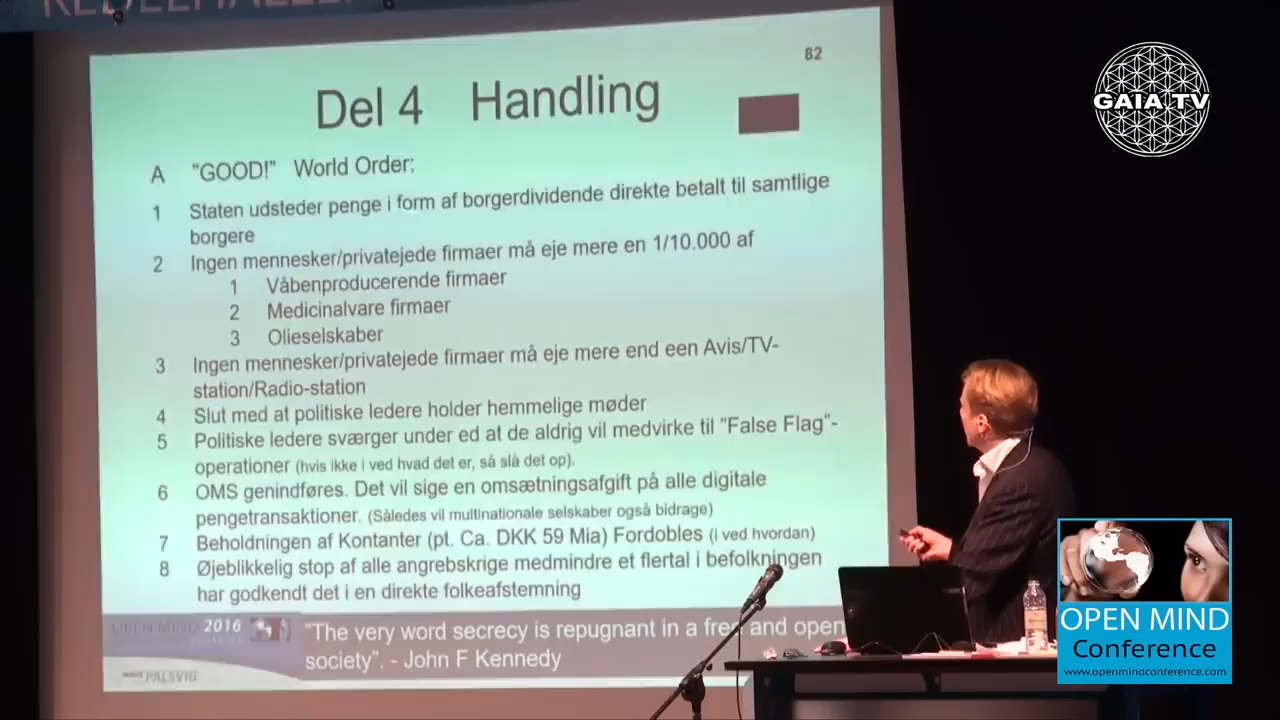 82
GAIA TV
Del 4 Handling
A "GOOD!" World Order:
1 Staten udsteder penge i form af borgerdividende direkte betalt til samtlige
borgere
2 Ingen mennesker/privatejede firmaer må eje mere en 1/10.000 af
1 Våbenproducerende firmaer
2 Medicinalvare firmaer
3 Olieselskaber
3 Ingen mennesker/privatejede firmaer må eje mere end een Avis/TV-
station/Radio-station
4 Slut med at politiske ledere holder hemmelige møder
5 Politiske ledere sværger under ed at de aldrig vil medvirke til "False Flag"-
operationer (hvis ikke i ved hvad det er, så slå det op).
6 OMS genindføres. Det vil sige en omsætningsafgift på alle digitale
pengetransaktioner. (Således vil multinationale selskaber også bidrage)
7 Beholdningen af Kontanter (pt. Ca. DKK 59 Mia) Fordobles (i ved hvordan)
8 Øjeblikkelig stop af alle angrebskrige medmindre et flertal i befolkningen
har godkendt det i en direkte folkeafstemning
OPEN MIND 2016
"The very word secrecy is repugnant in a free and open
society". - John F Kennedy
PALSVIG
OPEN MIND
Conference
www.openmindconference.com